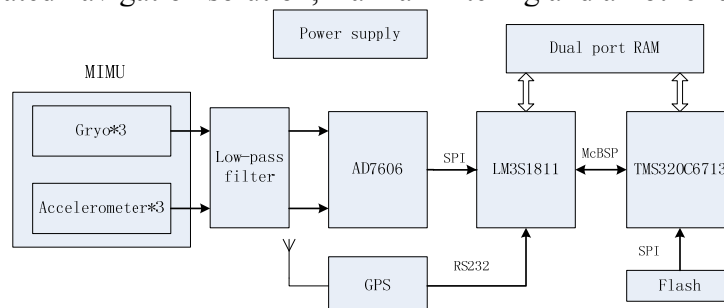 Power supply
Dual port RAM
MIMU
Gryo*3
Accelerometer*3
Low-pass
filter
AD7606
SPI
LM3S1811
McBSP
TMS320C6713
GPS
RS232
SPI
Flash